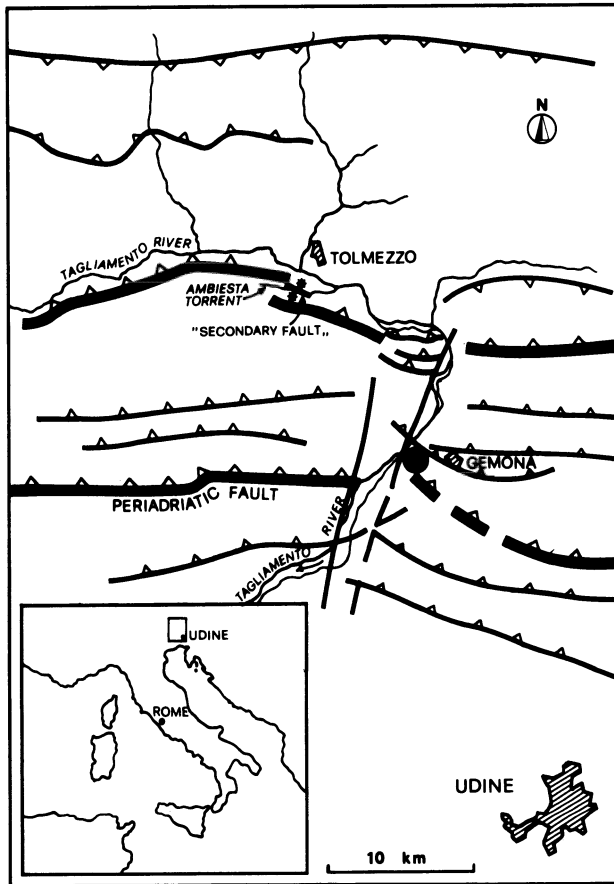 N
TAGLIAMENTO RIVER
TOLMEZZO
AMBIESTA
TORRENT
"SECONDARY FAULT„
GEMONA
PERIADRIATIC FAULT
TAGLIAMENTO RIVER
UDINE
ROME
UDINE
10 km